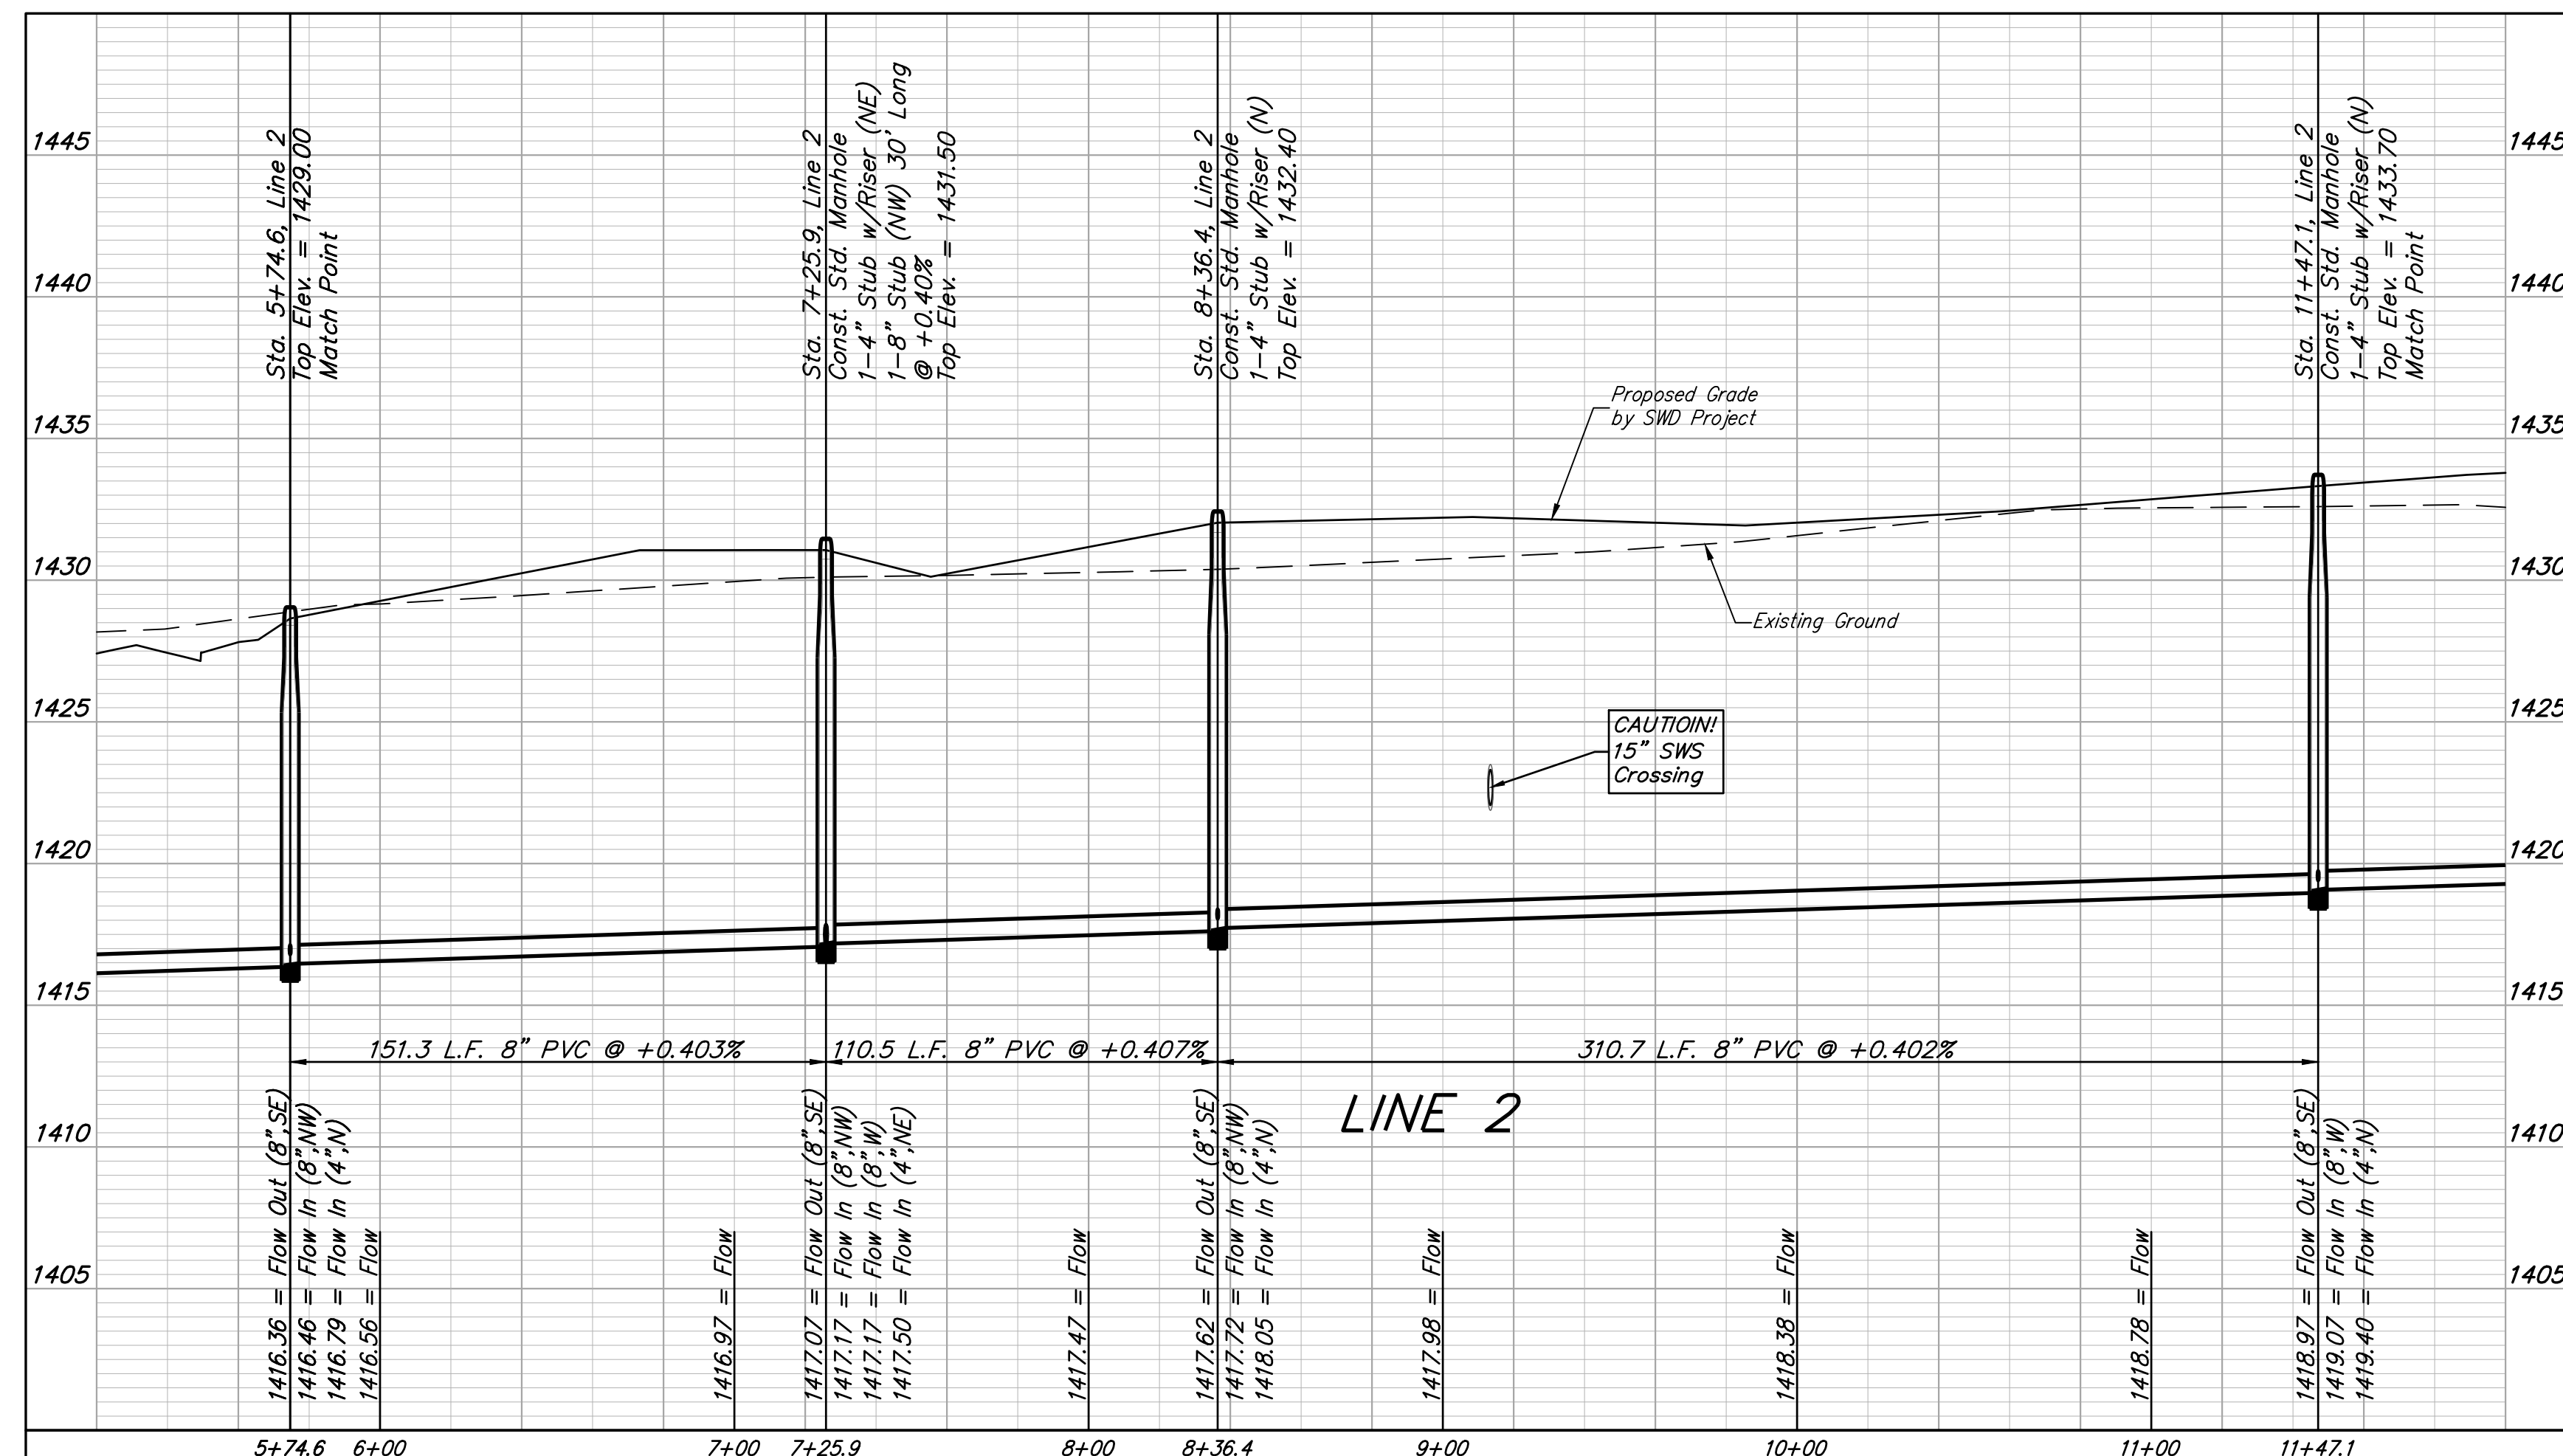 Sta. 5+74.6, Line 2
Top Elev. = 1429.00
Match Point
Sta. 7+25.9, Line 2
Const. Std. Manhole
1-4" Stub w/Riser (NE)
1-8" Stub (NW) 30' Long
@ +0.40%
Top Elev. = 1431.50
Sta. 8+36.4, Line 2
Const. Std. Manhole
1-4" Stub w/Riser (N)
Top Elev. = 1432.40
Sta. 11+47.1, Line 2
Const. Std. Manhole
1-4" Stub w/Riser (N)
Top Elev. = 1433.70
Match Point
1445
1445
1440
1440
1435
1435
1430
1430
1425
1425
1420
1420
1415
1415
1410
1410
1405
1405
Proposed Grade
by SWD Project
Existing Ground
CAUTIOIN!
15" SWS
Crossing
151.3 L.F. 8" PVC @ +0.403%
110.5 L.F. 8" PVC @ +0.407%
310.7 L.F. 8" PVC @ +0.402%
LINE 2
1416.36 = Flow Out (8",SE)
1416.46 = Flow In (8",NW)
1416.79 = Flow In (4",N)
1416.56 = Flow
1416.97 = Flow
1417.07 = Flow Out (8",SE)
1417.17 = Flow In (8",NW)
1417.17 = Flow In (8",W)
1417.50 = Flow In (4",NE)
1417.47 = Flow
1417.62 = Flow Out (8",SE)
1417.72 = Flow In (8",NW)
1418.05 = Flow In (4",N)
1417.98 = Flow
1418.38 = Flow
1418.78 = Flow
1418.97 = Flow Out (8",SE)
1419.07 = Flow In (8",W)
1419.40 = Flow In (4",N)
5+74.6 6+00 7+00 7+25.9 8+00 8+36.4 9+00 10+00 11+00 11+47.1